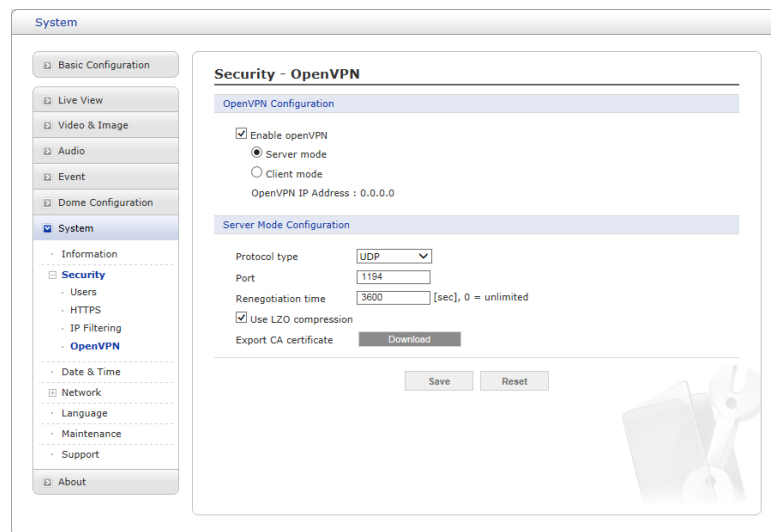 System
Basic Configuration
Live View
Video & Image
Audio
Event
Dome Configuration
System
Information
Security
Users
HTTPS
IP Filtering
OpenVPN
Date & Time
Network
Language
Maintenance
Support
About
Security - OpenVPN
OpenVPN Configuration
Enable openVPN
Server mode
Client mode
OpenVPN IP Address : 0.0.0.0
Server Mode Configuration
Protocol type UDP
Port 1194
Renegotiation time 3600 [sec], 0 = unlimited
Use LZO compression
Export CA certificate Download
Save Reset